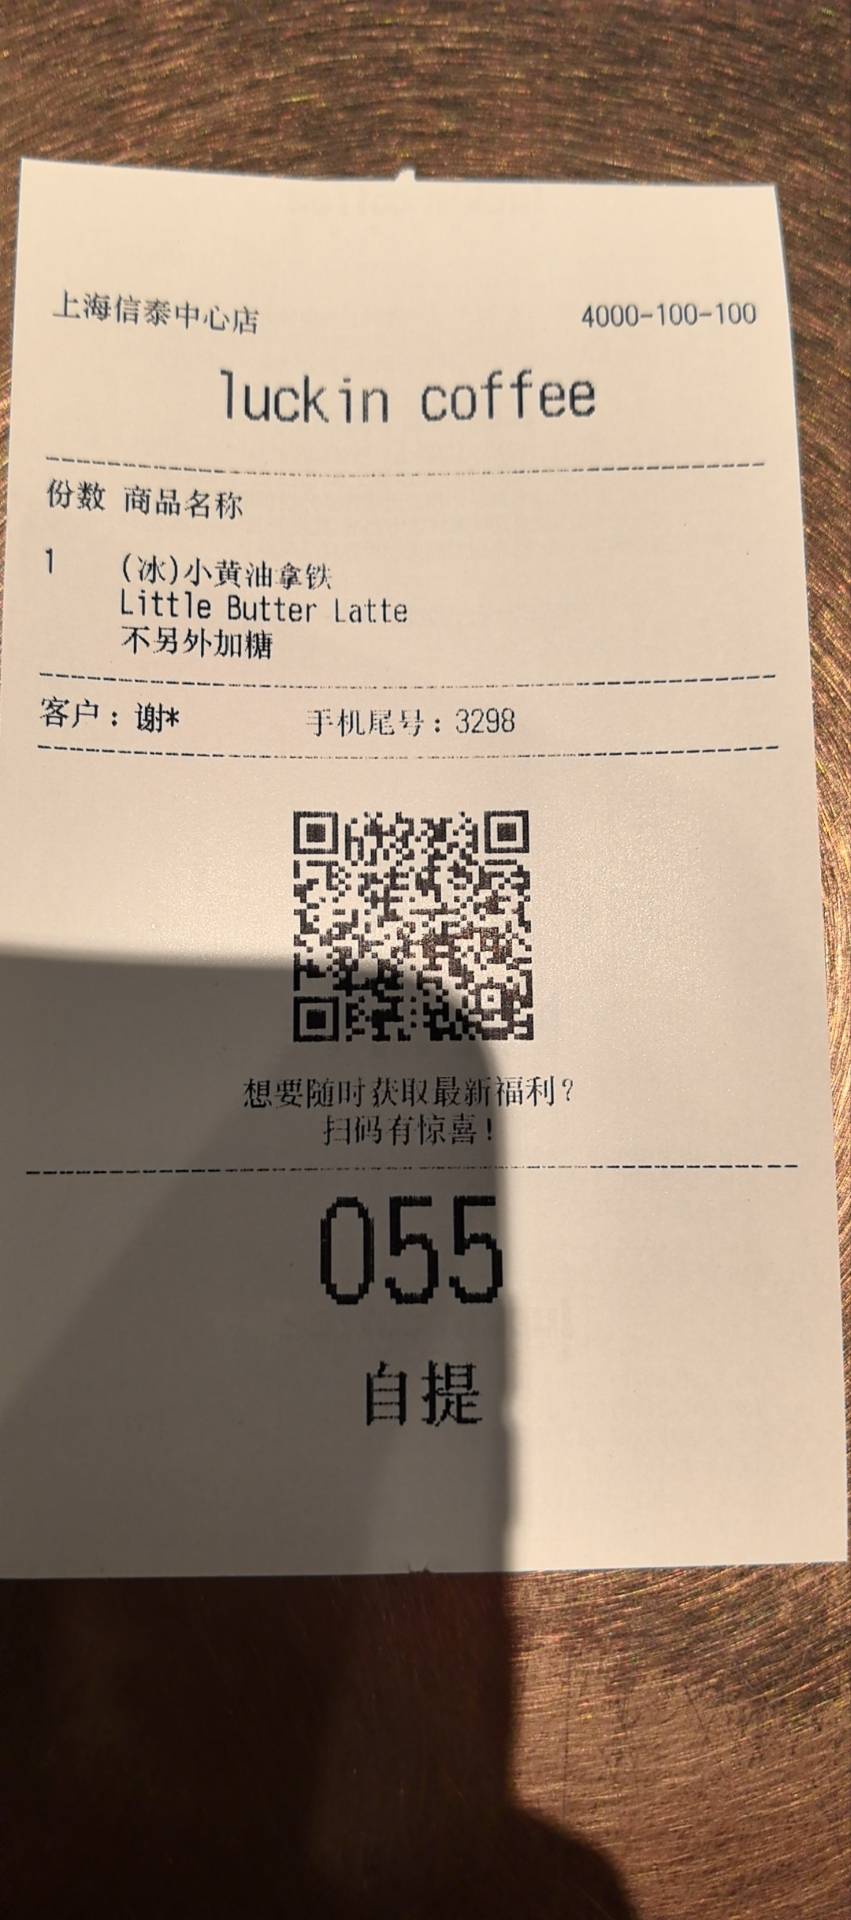 上海信泰中心店 4000-100-100
luckin coffee
份数 商品名称
1 (冰)小黄油拿铁
Little Butter Latte
不另外加糖
客户：谢* 手机尾号：3298
想要随时获取最新福利？
扫码有惊喜！
055
自提